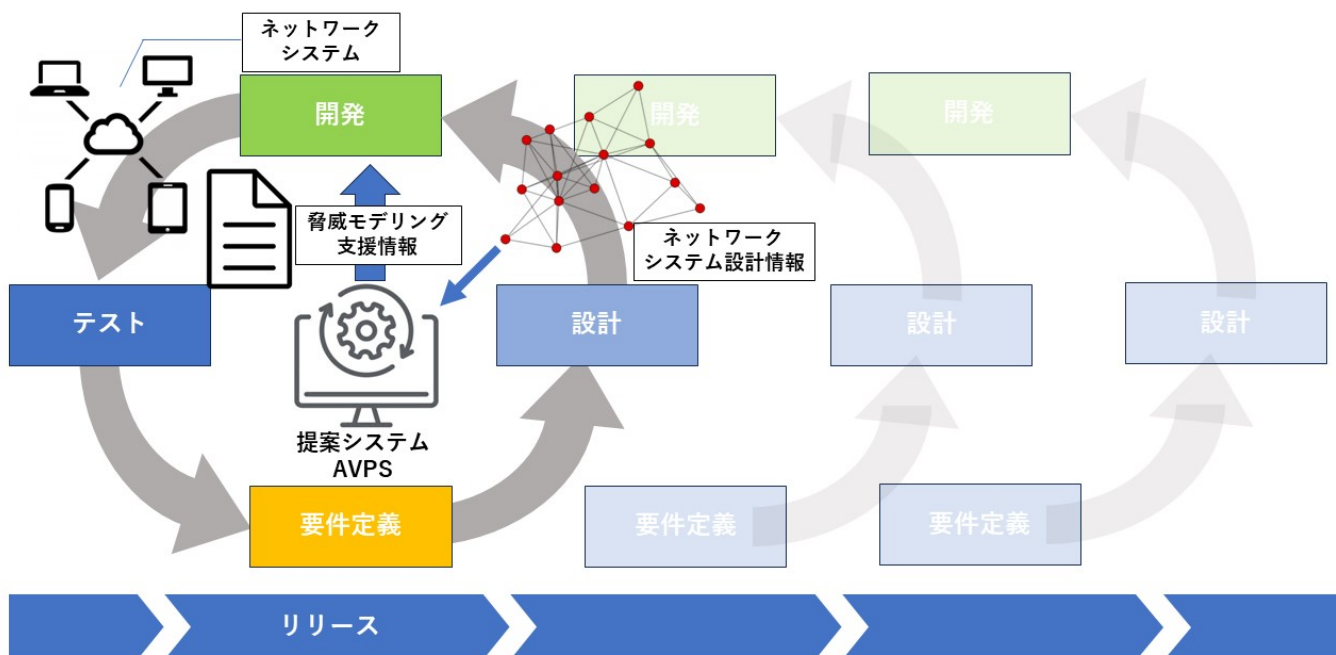 ネットワーク
システム
開発
開発
開発
脅威モデリング
支援情報
ネットワーク
システム設計情報
テスト
設計
設計
設計
提案システム
AVPS
要件定義
要件定義
要件定義
リリース